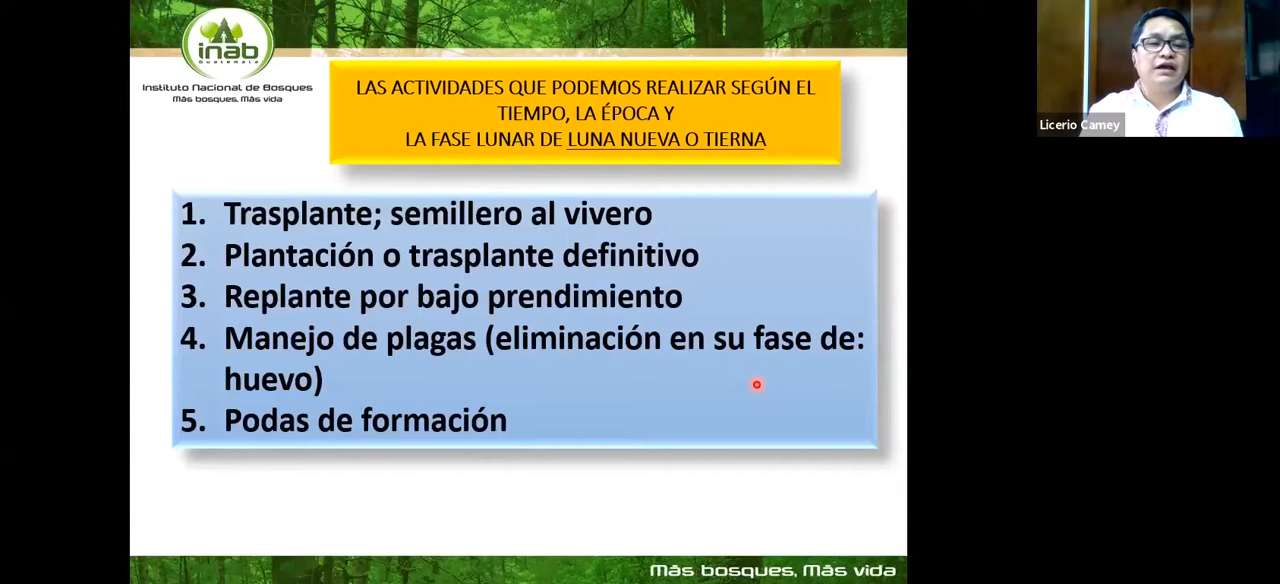 inab
Guatemala
Instituto Nacional de Bosques
Más bosques, Más vida
LAS ACTIVIDADES QUE PODEMOS REALIZAR SEGÚN EL
TIEMPO, LA ÉPOCA Y
LA FASE LUNAR DE LUNA NUEVA O TIERNA
Licerio Camey
1. Trasplante; semillero al vivero
2. Plantación o trasplante definitivo
3. Replante por bajo prendimiento
4. Manejo de plagas (eliminación en su fase de:
huevo)
5. Podas de formación
Más bosques, Más vida